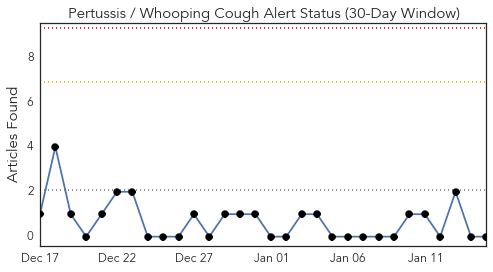 Pertussis / Whooping Cough Alert Status (30-Day Window)
Articles Found
8
6
4
2
0
Dec 17 Dec 22 Dec 27 Jan 01 Jan 06 Jan 11